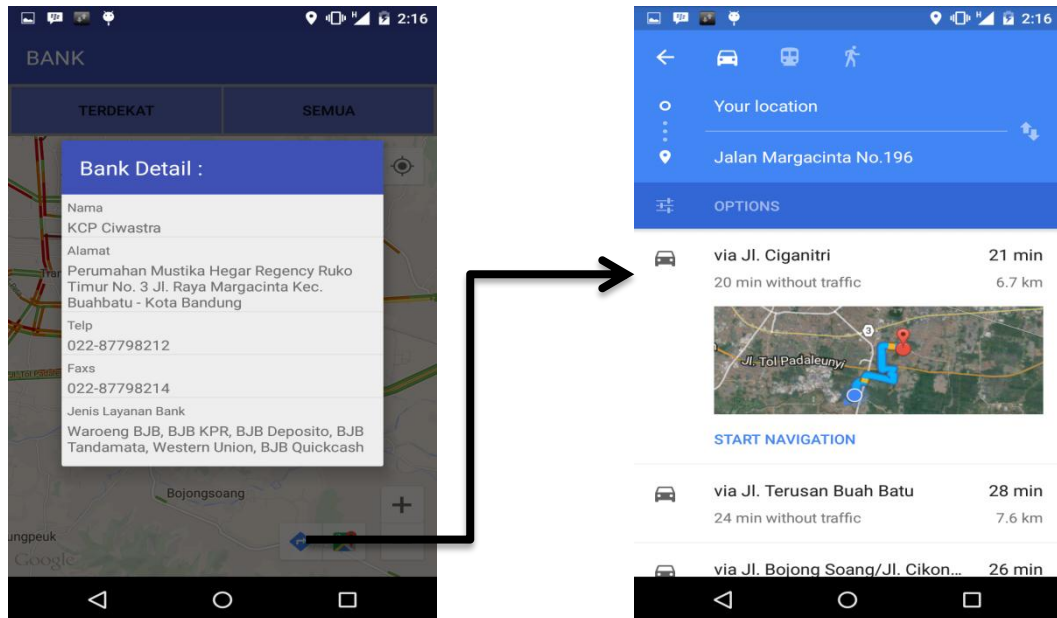 2:16
BANK
TERDEKAT
SEMUA
Bank Detail :
Nama
KCP Ciwastra
Alamat
Perumahan Mustika Hegar Regency Ruko
Timur No. 3 Jl. Raya Margacinta Kec.
Buahbatu - Kota Bandung
Telp
022-87798212
Faxs
022-87798214
Jenis Layanan Bank
Waroeng BJB, BJB KPR, BJB Deposito, BJB
Tandamata, Western Union, BJB Quickcash
Bojongsoang
ungpeuk
Google
H 2:16
Your location
Jalan Margacinta No.196
OPTIONS
via Jl. Ciganitri 21 min
20 min without traffic 6.7 km
3
Jl. Tol Padaleunyi
START NAVIGATION
via Jl. Terusan Buah Batu 28 min
24 min without traffic 7.6 km
via Jl. Bojong Soang/Jl. Cikon... 26 min